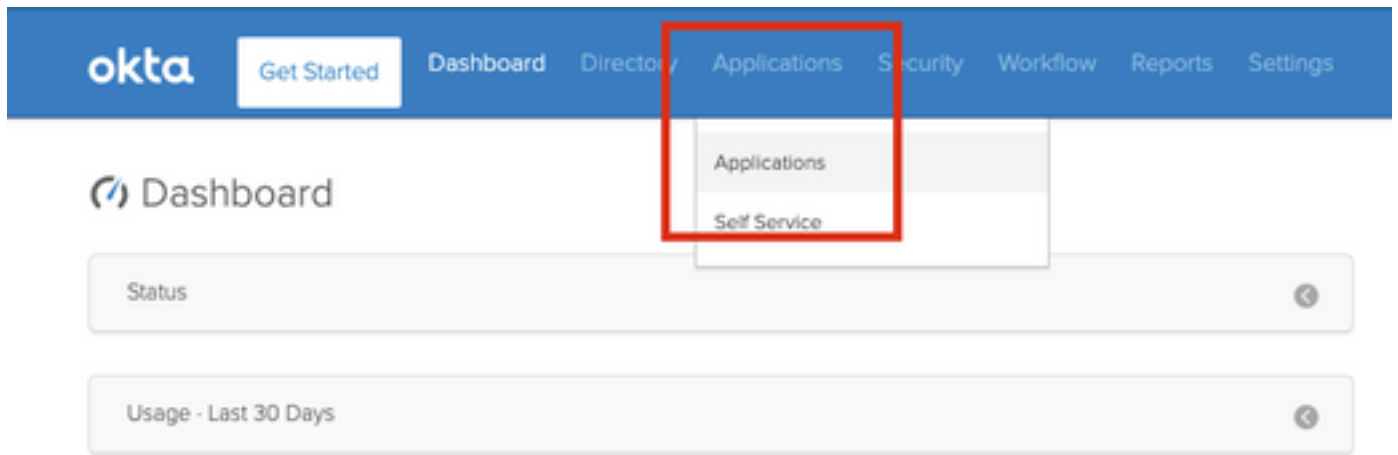 okta Get Started Dashboard Directory Applications Security Workflow Reports Settings
Applications
Dashboard
Self Service
Status
Usage - Last 30 Days